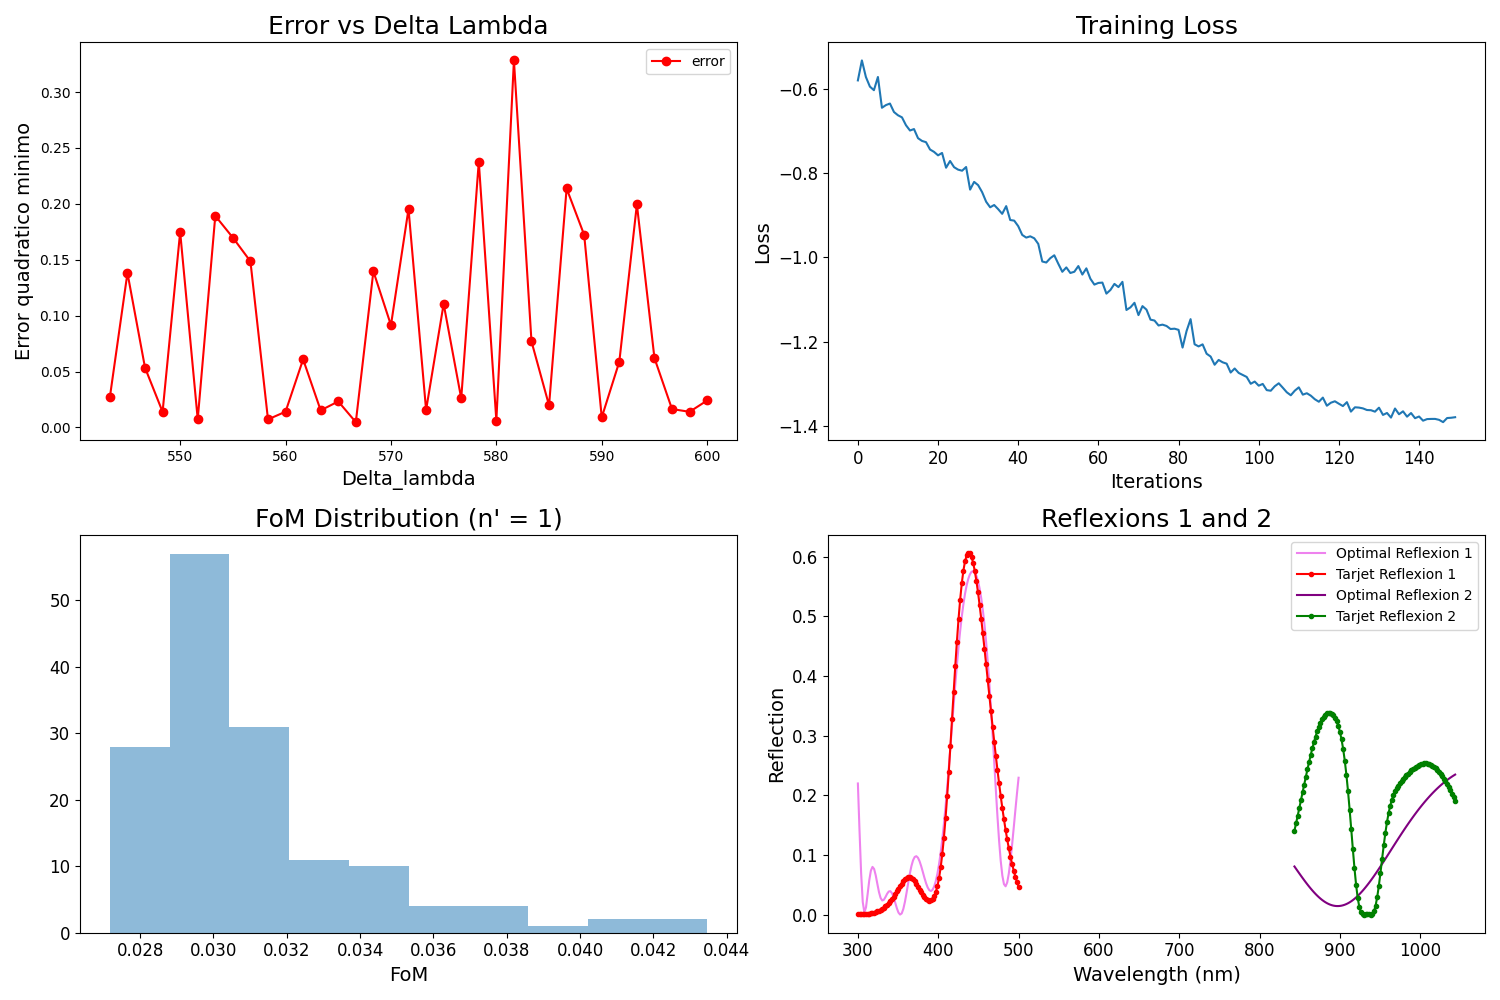 Error vs Delta Lambda
error
0.30
0.25
0.20
0.15
0.10
0.05
0.00
Error quadratico minimo
550 560 570 580 590 600
Delta_lambda
Training Loss
−0.6
−0.8
−1.0
−1.2
−1.4
Loss
0 20 40 60 80 100 120 140
Iterations
FoM Distribution (n' = 1)
50
40
30
20
10
0
0.028 0.030 0.032 0.034 0.036 0.038 0.040 0.042 0.044
FoM
Reflexions 1 and 2
Optimal Reflexion 1
Tarjet Reflexion 1
Optimal Reflexion 2
Tarjet Reflexion 2
0.6
0.5
0.4
0.3
0.2
0.1
0.0
Reflection
300 400 500 600 700 800 900 1000
Wavelength (nm)